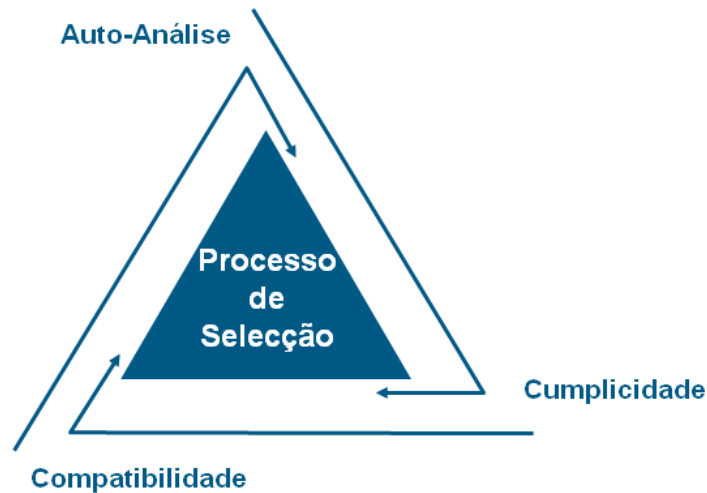 Auto-Análise
Processo
de
Selecção
Cumplicidade
Compatibilidade